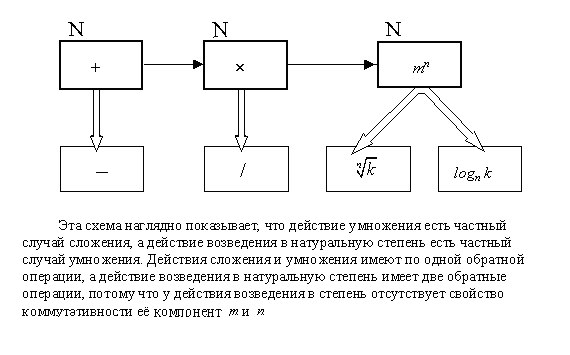 N N N
+ × mⁿ
− / ⁿ√k logₙ k
Эта схема наглядно показывает, что действие умножения есть частный
случай сложения, а действие возведения в натуральную степень есть частный
случай умножения. Действия сложения и умножения имеют по одной обратной
операции, а действие возведения в натуральную степень имеет две обратные
операции, потому что у действия возведения в степень отсутствует свойство
коммутативности её компонент m и n